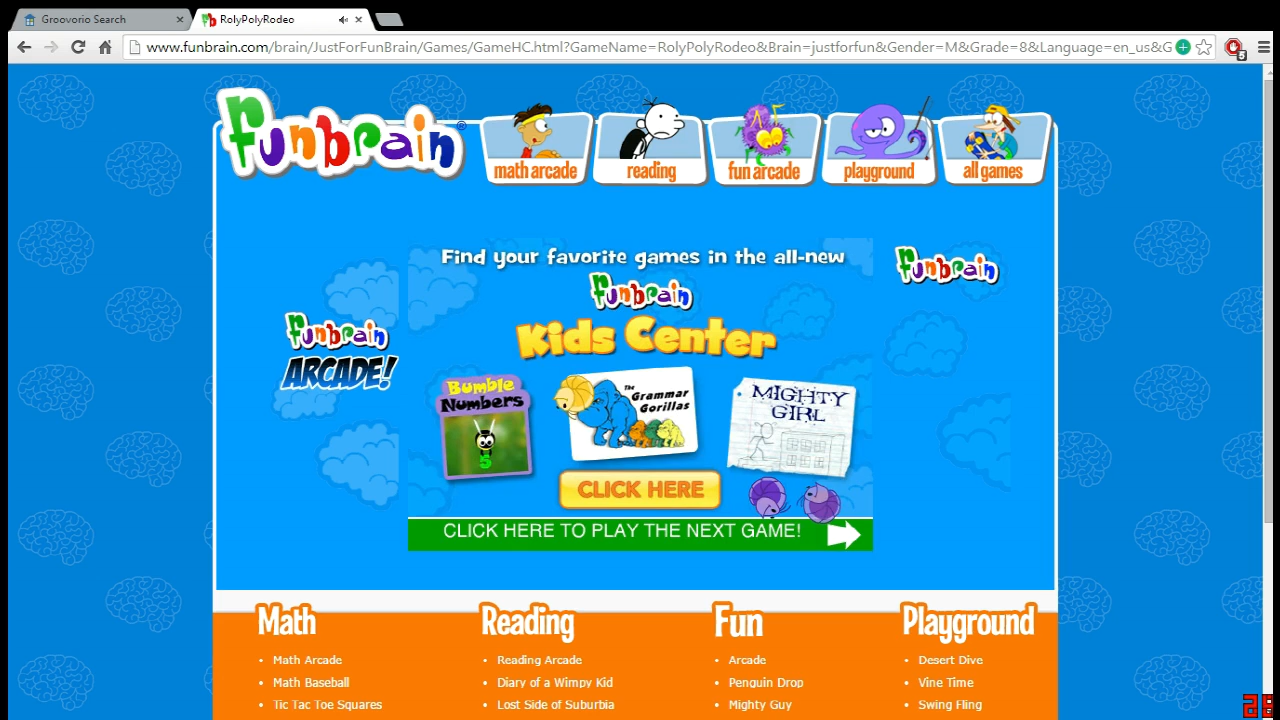 Groovorio Search
RolyPolyRodeo
www.funbrain.com/brain/JustForFunBrain/Games/GameHC.html?GameName=RolyPolyRodeo&Brain=justforfun&Gender=M&Grade=8&Language=en_us&G
5
funbrain®
math arcade
reading
fun arcade
playground
all games
Find your favorite games in the all-new
funbrain
Kids Center
funbrain
funbrain
ARCADE!
Bumble
Numbers
5
The
Grammar
Gorillas
MIGHTY
GIRL
CLICK HERE
CLICK HERE TO PLAY THE NEXT GAME!
Math
Math Arcade
Math Baseball
Tic Tac Toe Squares
Reading
Reading Arcade
Diary of a Wimpy Kid
Lost Side of Suburbia
Fun
Arcade
Penguin Drop
Mighty Guy
Playground
Desert Dive
Vine Time
Swing Fling